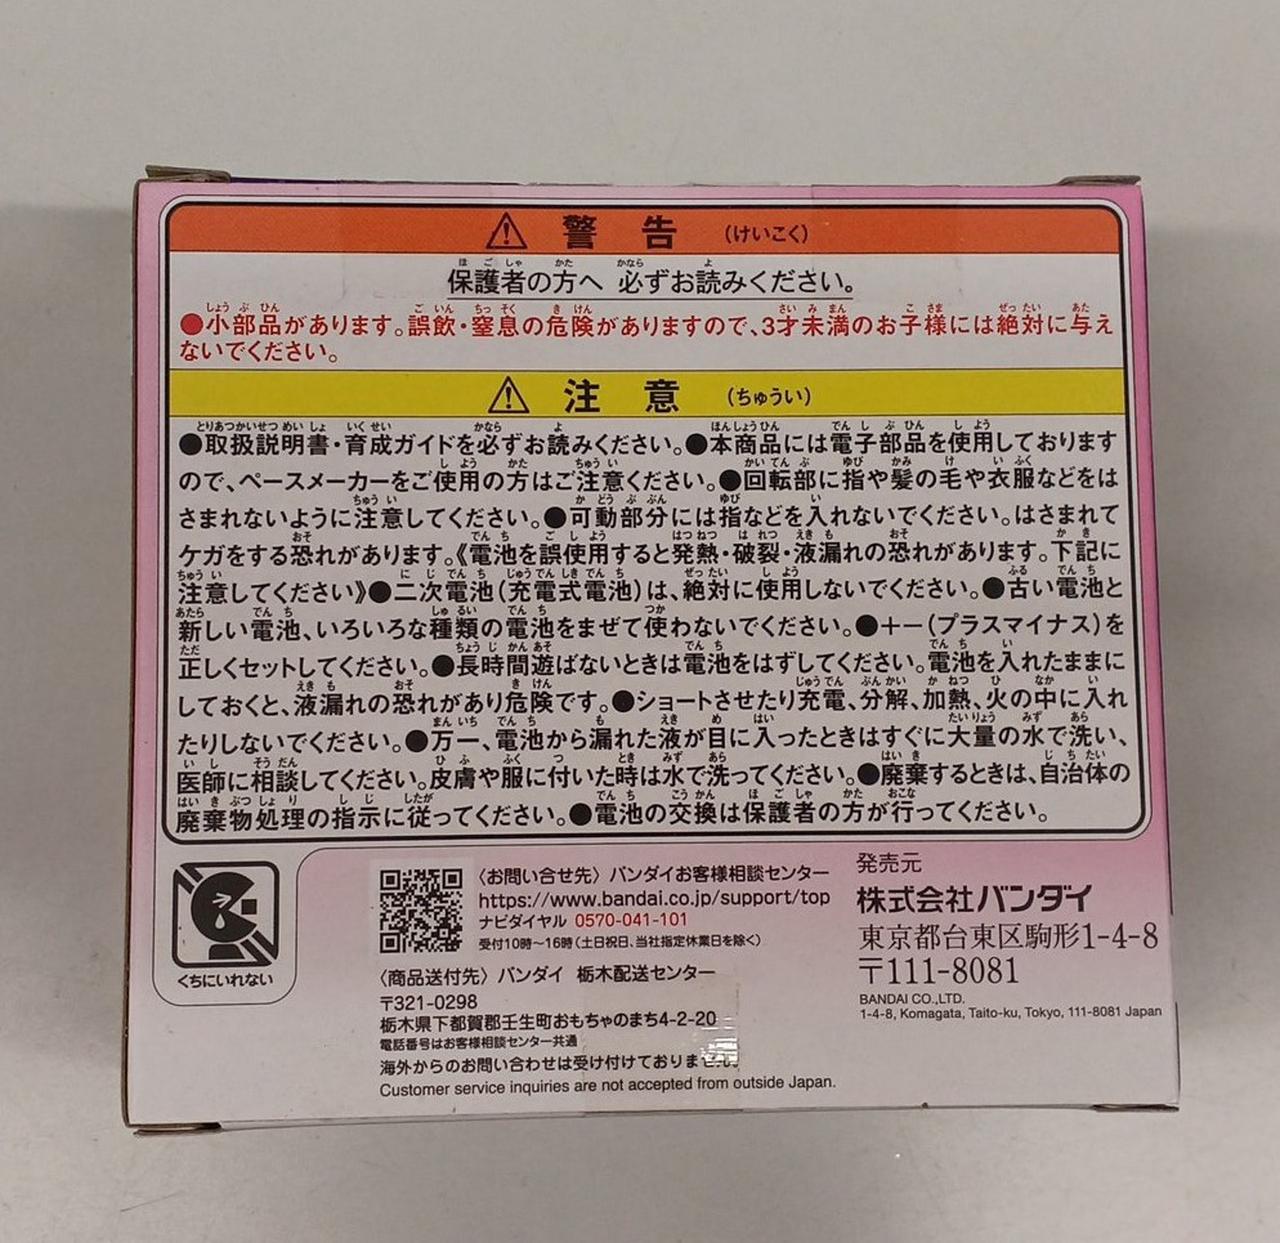 警告 (けいこく)
保護者の方へ 必ずお読みください。
●小部品があります。誤飲・窒息の危険がありますので、3才未満のお子様には絶対に与え
ないでください。
注意 (ちゅうい)
●取扱説明書・育成ガイドを必ずお読みください。●本商品には電子部品を使用しております
ので、ペースメーカーをご使用の方はご注意ください。●回転部に指や髪の毛や衣服などをは
さまれないように注意してください。●可動部分には指などを入れないでください。はさまれて
ケガをする恐れがあります。《電池を誤使用すると発熱・破裂・液漏れの恐れがあります。下記に
注意してください》●二次電池(充電式電池)は、絶対に使用しないでください。●古い電池と
新しい電池、いろいろな種類の電池をまぜて使わないでください。●+−(プラスマイナス)を
正しくセットしてください。●長時間遊ばないときは電池をはずしてください。電池を入れたままに
しておくと、液漏れの恐れがあり危険です。●ショートさせたり充電、分解、加熱、火の中に入れ
たりしないでください。●万一、電池から漏れた液が目に入ったときはすぐに大量の水で洗い、
医師に相談してください。皮膚や服に付いた時は水で洗ってください。●廃棄するときは、自治体の
廃棄物処理の指示に従ってください。●電池の交換は保護者の方が行ってください。
くちにいれない
〈お問い合せ先〉バンダイお客様相談センター
https://www.bandai.co.jp/support/top
ナビダイヤル 0570-041-101
受付10時〜16時(土日祝日、当社指定休業日を除く)
〈商品送付先〉バンダイ 栃木配送センター
〒321-0298
栃木県下都賀郡壬生町おもちゃのまち4-2-20
電話番号はお客様相談センター共通
海外からのお問い合わせは受け付けておりません。
Customer service inquiries are not accepted from outside Japan.
発売元
株式会社バンダイ
東京都台東区駒形1-4-8
〒111-8081
BANDAI CO.,LTD.
1-4-8, Komagata, Taito-ku, Tokyo, 111-8081 Japan